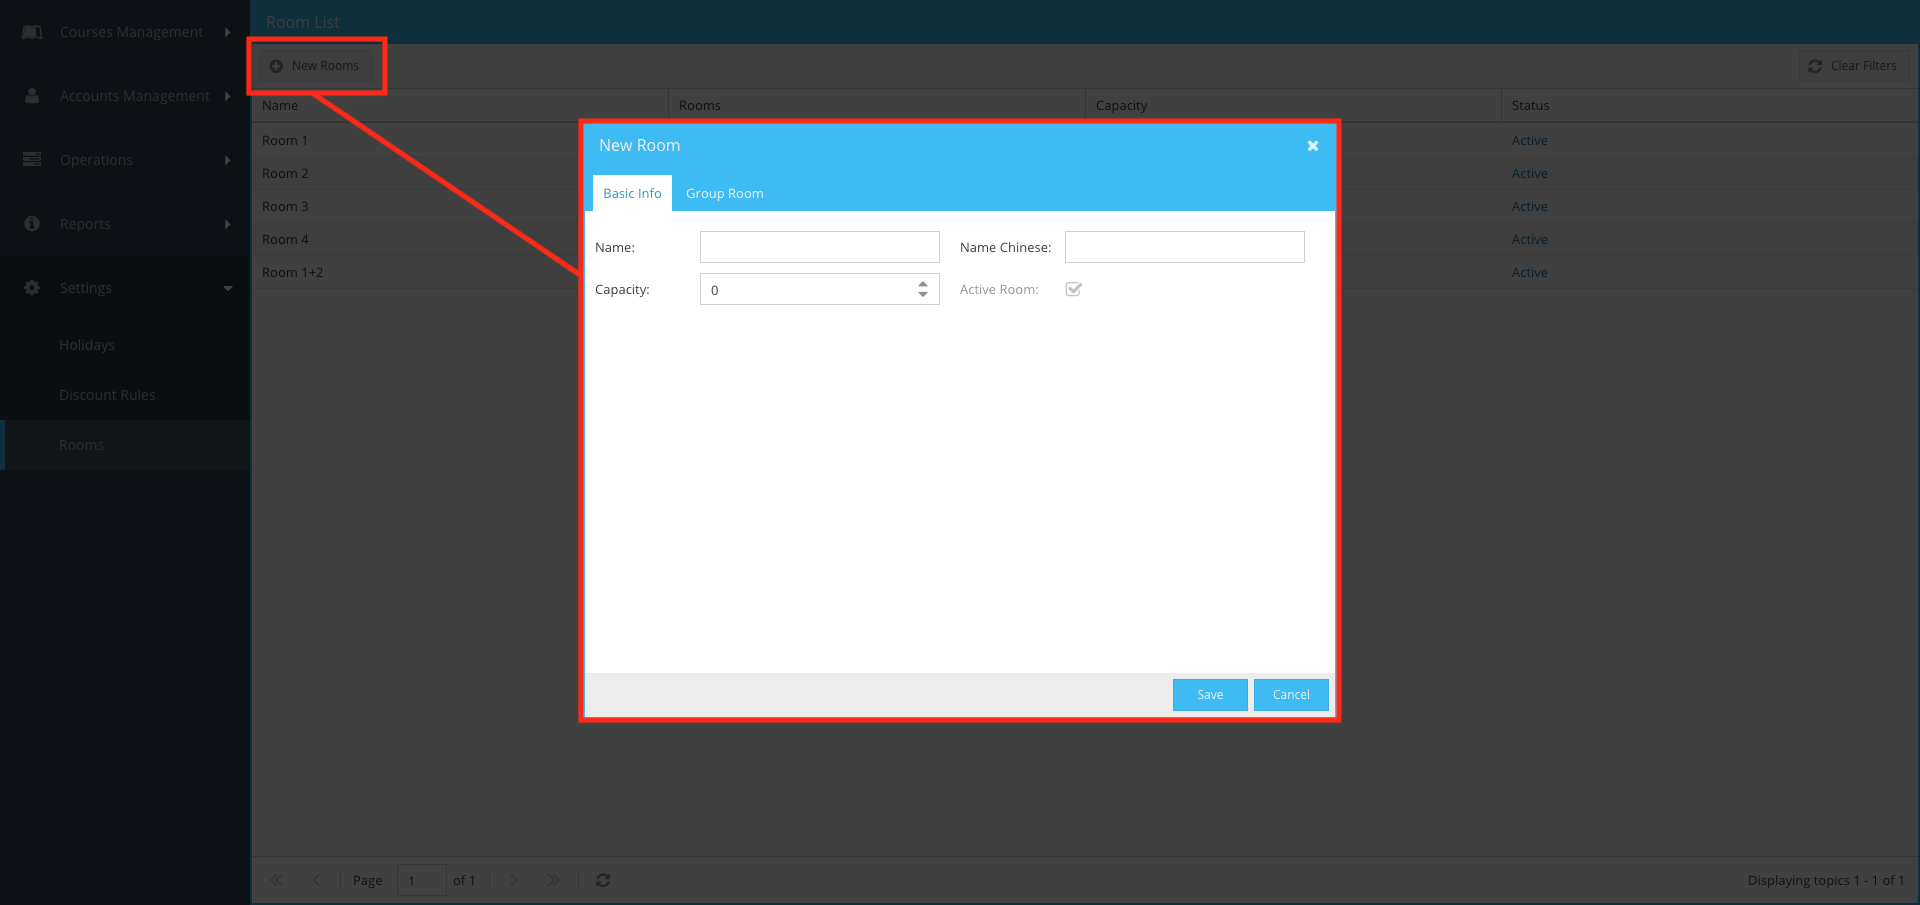 Courses Management
Accounts Management
Operations
Reports
Settings
Holidays
Discount Rules
Rooms
Room List
New Rooms
Clear Filters
Name Rooms Capacity Status
Room 1 Active
Room 2 Active
Room 3 Active
Room 4 Active
Room 1+2 Active
New Room
Basic Info Group Room
Name: Name Chinese:
Capacity: 0 Active Room:
Save Cancel
Page 1 of 1
Displaying topics 1 - 1 of 1